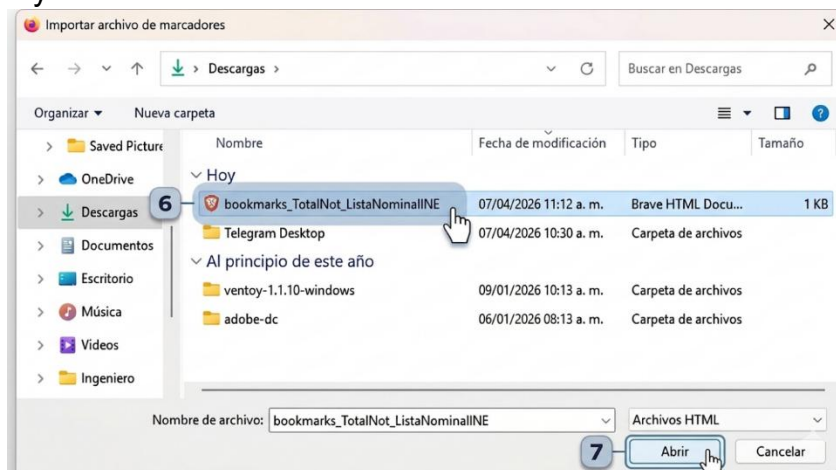 Importar archivo de marcadores
Descargas
Buscar en Descargas
Organizar
Nueva carpeta
Nombre
Fecha de modificación
Tipo
Tamaño
Saved Picture
OneDrive
Descargas
Documentos
Escritorio
Música
Videos
Ingeniero
Hoy
6
bookmarks_TotalNot_ListaNominalINE 07/04/2026 11:12 a. m. Brave HTML Docu... 1 KB
Telegram Desktop 07/04/2026 10:30 a. m. Carpeta de archivos
Al principio de este año
ventoy-1.1.10-windows 09/01/2026 10:13 a. m. Carpeta de archivos
adobe-dc 06/01/2026 08:13 a. m. Carpeta de archivos
Nombre de archivo: bookmarks_TotalNot_ListaNominalINE
Archivos HTML
7
Abrir
Cancelar